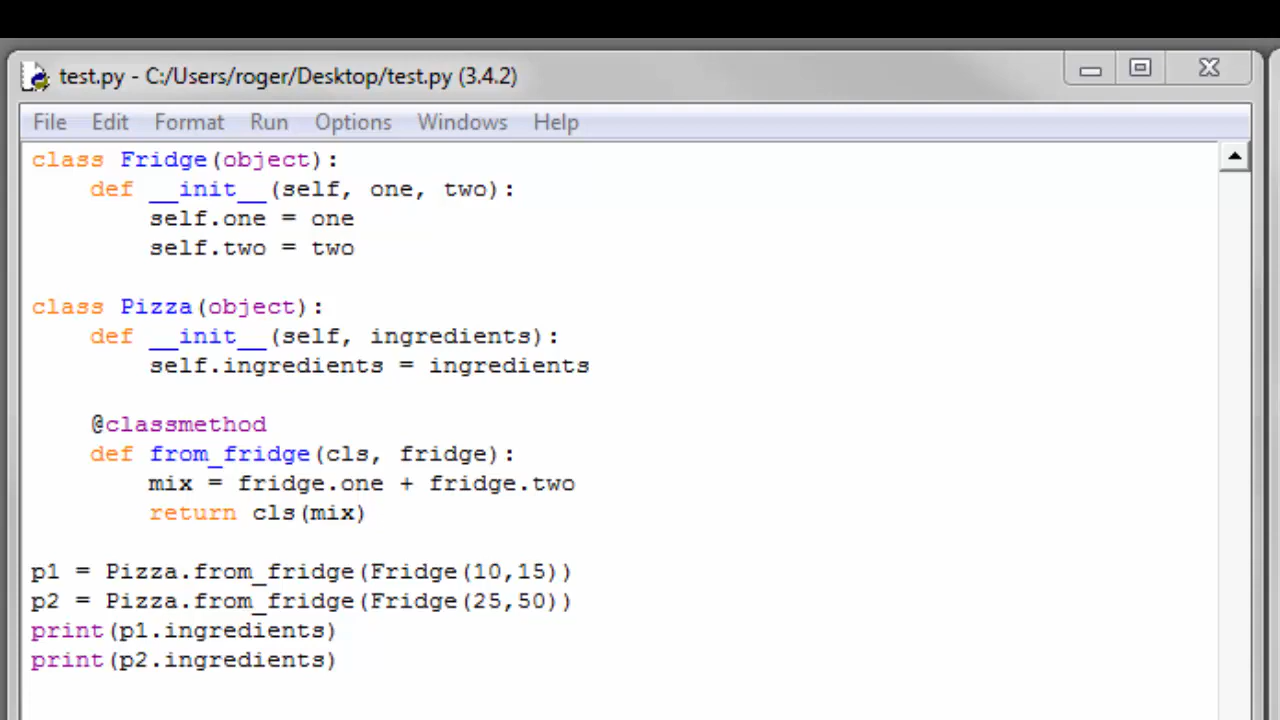 test.py - C:/Users/roger/Desktop/test.py (3.4.2)
File Edit Format Run Options Windows Help
class Fridge(object):
    def __init__(self, one, two):
        self.one = one
        self.two = two

class Pizza(object):
    def __init__(self, ingredients):
        self.ingredients = ingredients

    @classmethod
    def from_fridge(cls, fridge):
        mix = fridge.one + fridge.two
        return cls(mix)

p1 = Pizza.from_fridge(Fridge(10,15))
p2 = Pizza.from_fridge(Fridge(25,50))
print(p1.ingredients)
print(p2.ingredients)